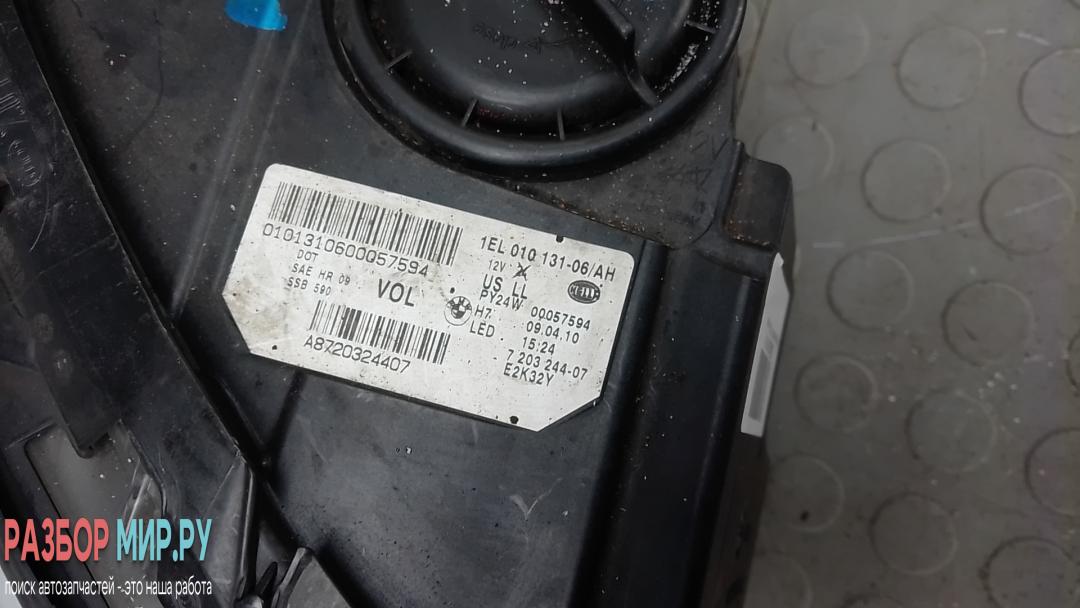 0101310600057594
DOT
SAE HR 09
SSB 590
VOL
A8720324407
1EL 010 131-06/AH
12V
US LL
PY24W
H7
LED
HELLA
00057594
09.04.10
15:24
7 203 244-07
E2K32Y
РАЗБОР МИР.РУ
поиск автозапчастей - это наша работа